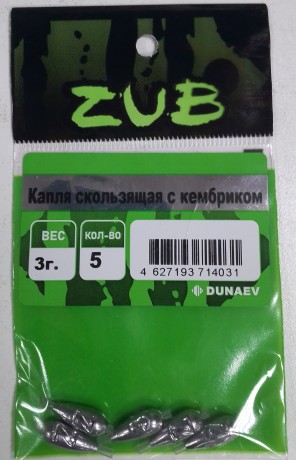 ZUB
Капля скользящая с кембриком
ВЕС КОЛ-ВО
3г. 5
4 627193 714031
DUNAEV